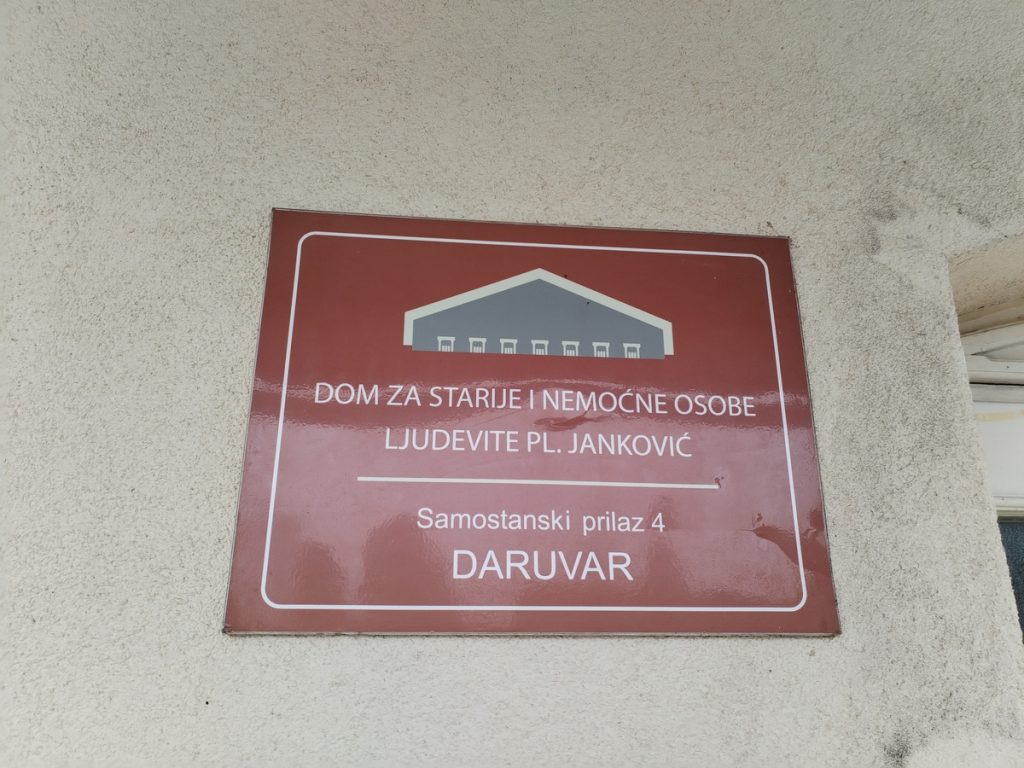 DOM ZA STARIJE I NEMOĆNE OSOBE
LJUDEVITE PL. JANKOVIĆ
Samostanski prilaz 4
DARUVAR